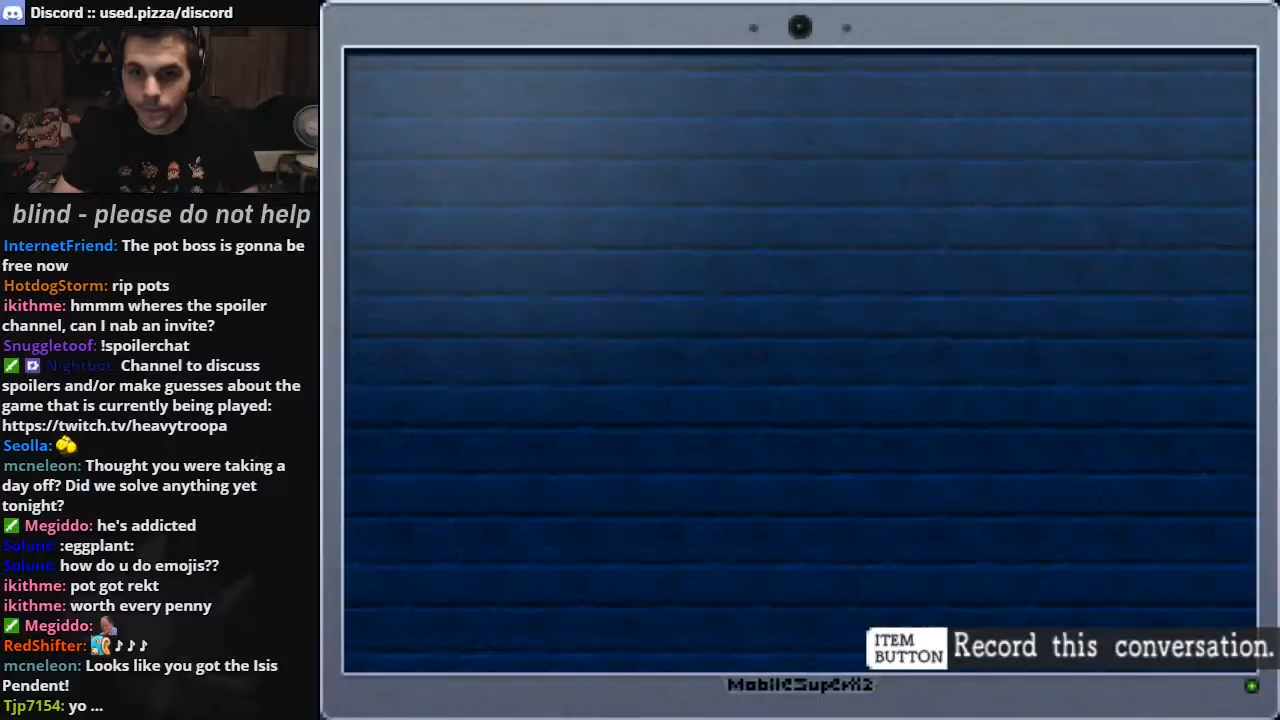 Discord :: used.pizza/discord
blind - please do not help
InternetFriend: The pot boss is gonna be
free now
HotdogStorm: rip pots
ikithme: hmmm wheres the spoiler
channel, can I nab an invite?
Snuggletoof: !spoilerchat
Nightbot: Channel to discuss
spoilers and/or make guesses about the
game that is currently being played:
https://twitch.tv/heavytroopa
Seolla:
mcneleon: Thought you were taking a
day off? Did we solve anything yet
tonight?
Megiddo: he's addicted
Solunt: :eggplant:
Solunt: how do u do emojis??
ikithme: pot got rekt
ikithme: worth every penny
Megiddo:
RedShifter: ♪♪♪
mcneleon: Looks like you got the Isis
Pendent!
Tjp7154: yo ...
ITEM
BUTTON
Record this conversation.
MobileSuperX2